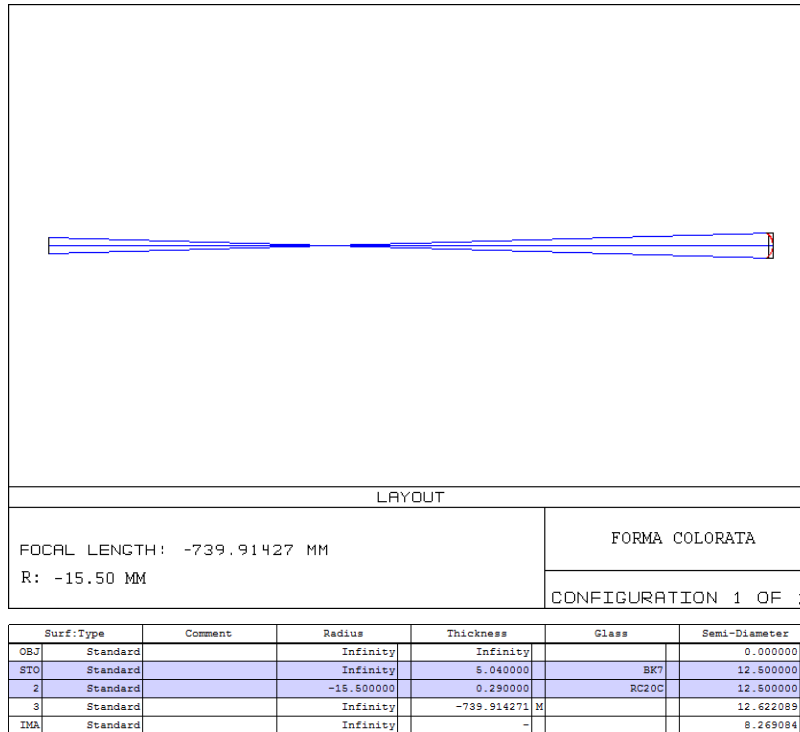 LAYOUT
FOCAL LENGTH: -739.91427 MM
R: -15.50 MM
FORMA COLORATA
CONFIGURATION 1 OF
Surf:Type Comment Radius Thickness Glass Semi-Diameter
OBJ Standard Infinity Infinity 0.000000
STO Standard Infinity 5.040000 BK7 12.500000
2 Standard -15.500000 0.290000 RC20C 12.500000
3 Standard Infinity -739.914271 M 12.622089
IMA Standard Infinity - 8.269084